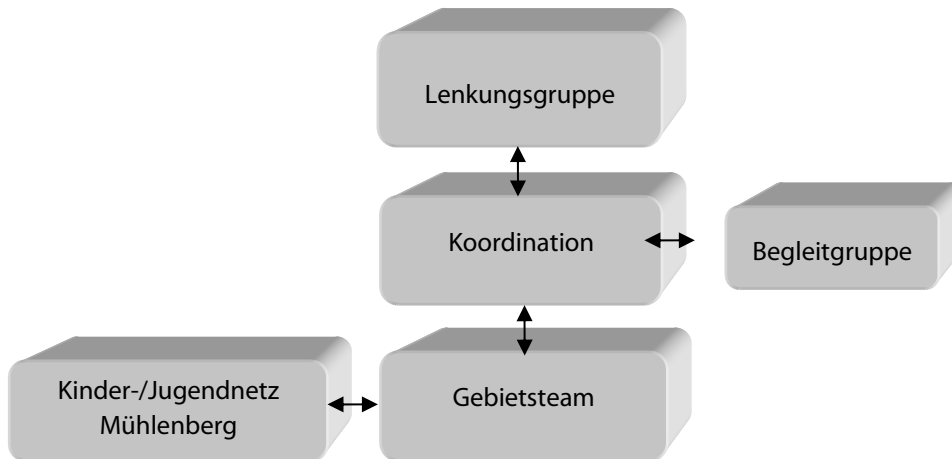 Lenkungsgruppe
Koordination
Begleitgruppe
Kinder-/Jugendnetz
Mühlenberg
Gebietsteam